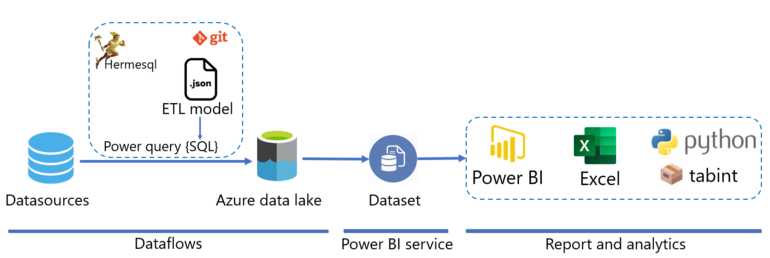 git
Hermesql
.json
ETL model
Power query {SQL}
Datasources
Azure data lake
Dataset
Power BI
X
Excel
python
tabint
Dataflows
Power BI service
Report and analytics